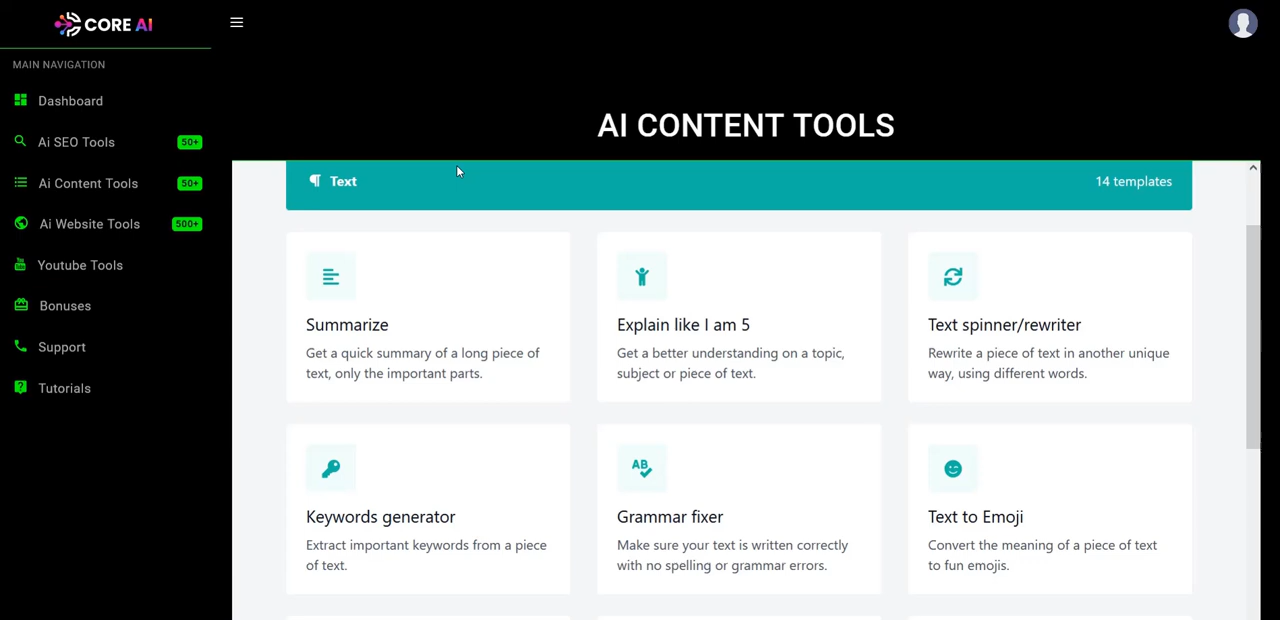 CORE AI
MAIN NAVIGATION
Dashboard
Ai SEO Tools 50+
Ai Content Tools 50+
Ai Website Tools 500+
Youtube Tools
Bonuses
Support
Tutorials
AI CONTENT TOOLS
Text 14 templates
Summarize
Get a quick summary of a long piece of
text, only the important parts.
Explain like I am 5
Get a better understanding on a topic,
subject or piece of text.
Text spinner/rewriter
Rewrite a piece of text in another unique
way, using different words.
Keywords generator
Extract important keywords from a piece
of text.
AB
Grammar fixer
Make sure your text is written correctly
with no spelling or grammar errors.
Text to Emoji
Convert the meaning of a piece of text
to fun emojis.